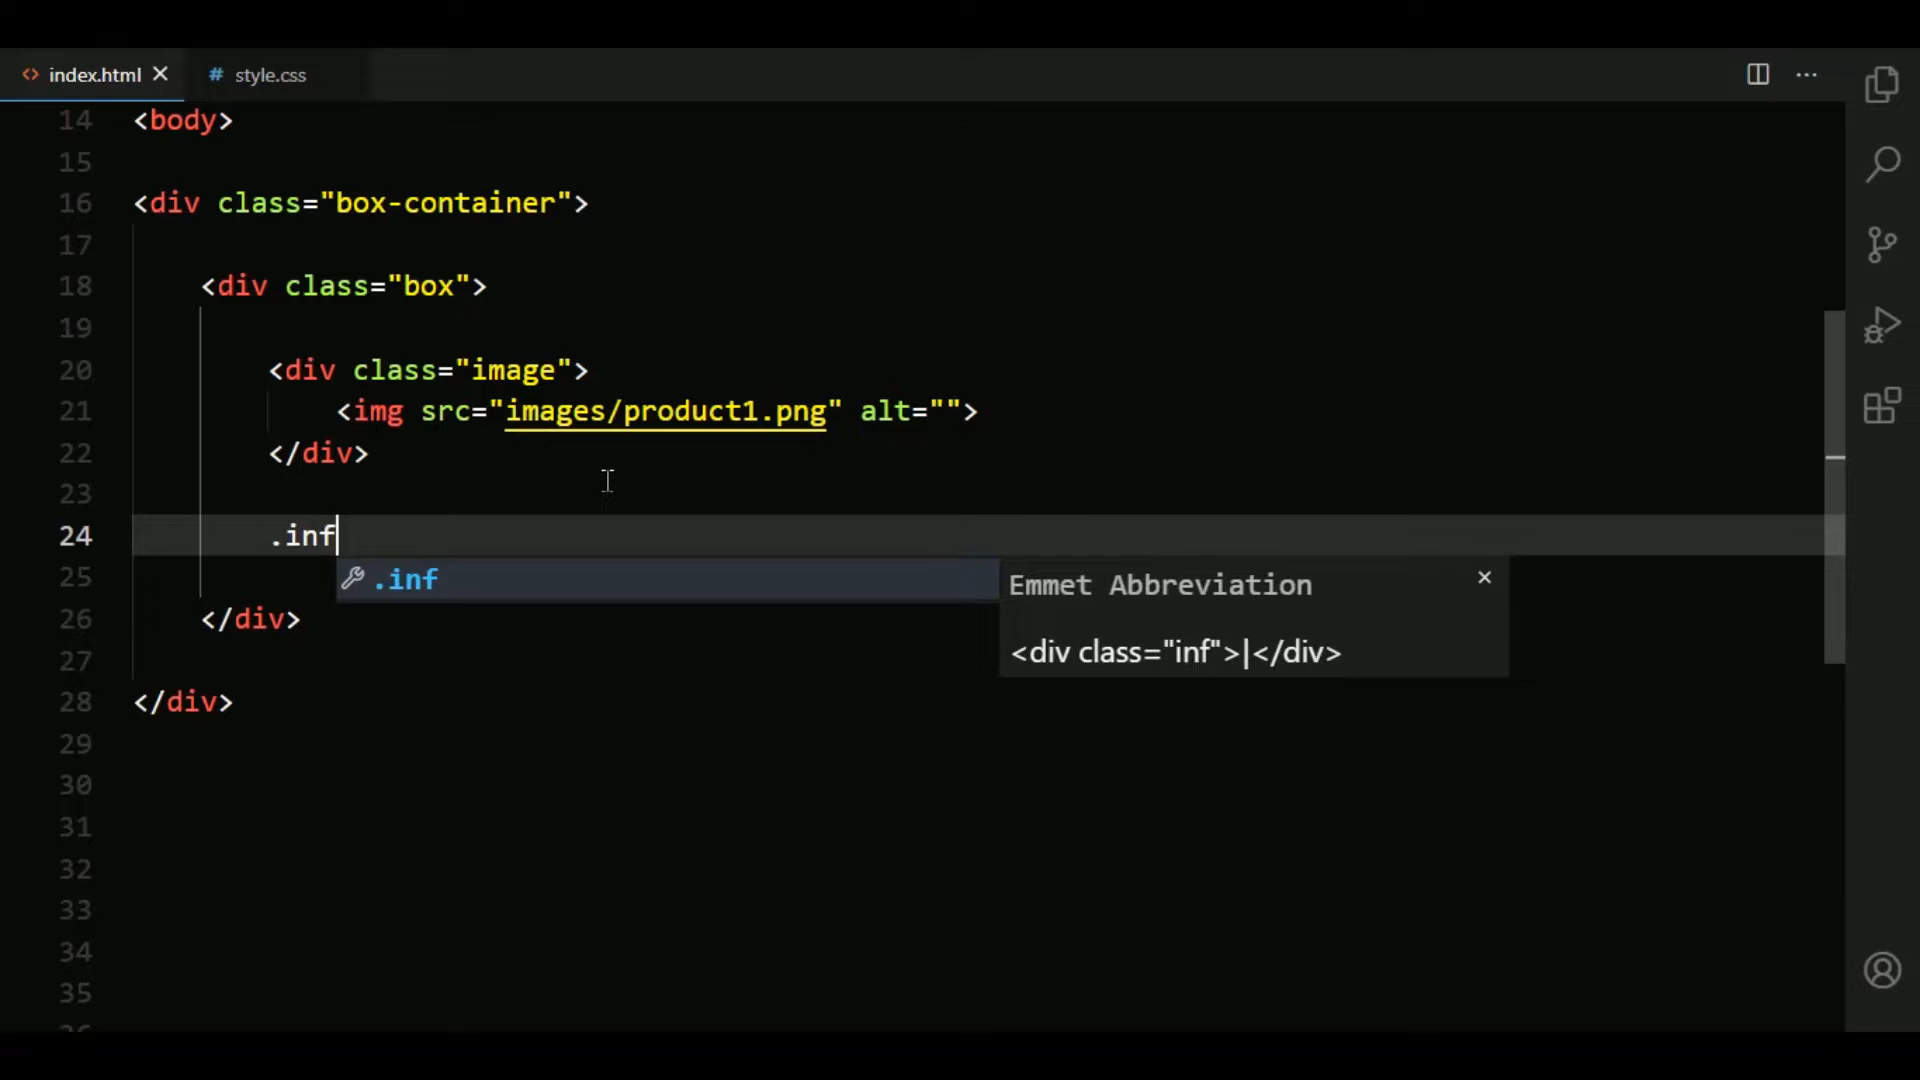 index.html style.css
14 <body>
15
16 <div class="box-container">
17
18 <div class="box">
19
20 <div class="image">
21 <img src="images/product1.png" alt="">
22 </div>
23
24 .inf
.inf Emmet Abbreviation
25
<div class="inf">|</div>
26 </div>
27
28 </div>
29
30
31
32
33
34
35